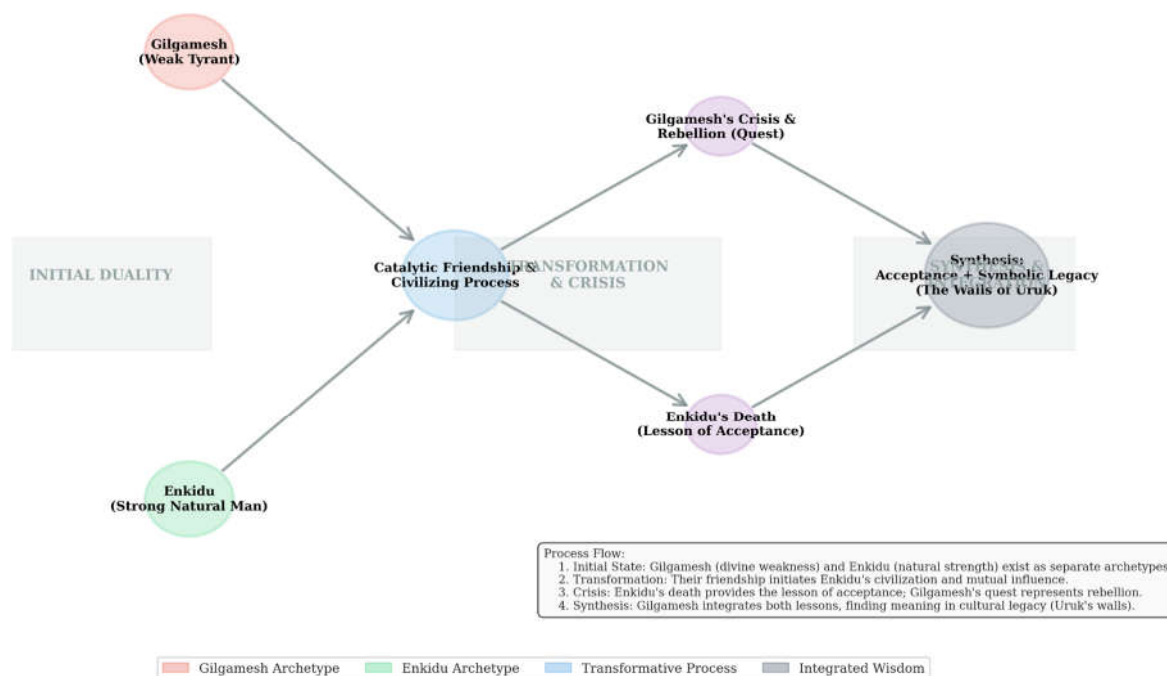 Gilgamesh
(Weak Tyrant)
Gilgamesh's Crisis &
Rebellion (Quest)
INITIAL DUALITY
Catalytic Friendship &
Civilizing Process
TRANSFORMATION
& CRISIS
Synthesis:
Acceptance + Symbolic Legacy
(The Walls of Uruk)
Enkidu's Death
(Lesson of Acceptance)
Enkidu
(Strong Natural Man)
Process Flow:
1. Initial State: Gilgamesh (divine weakness) and Enkidu (natural strength) exist as separate archetypes
2. Transformation: Their friendship initiates Enkidu's civilization and mutual influence.
3. Crisis: Enkidu's death provides the lesson of acceptance; Gilgamesh's quest represents rebellion.
4. Synthesis: Gilgamesh integrates both lessons, finding meaning in cultural legacy (Uruk's walls).
Gilgamesh Archetype
Enkidu Archetype
Transformative Process
Integrated Wisdom